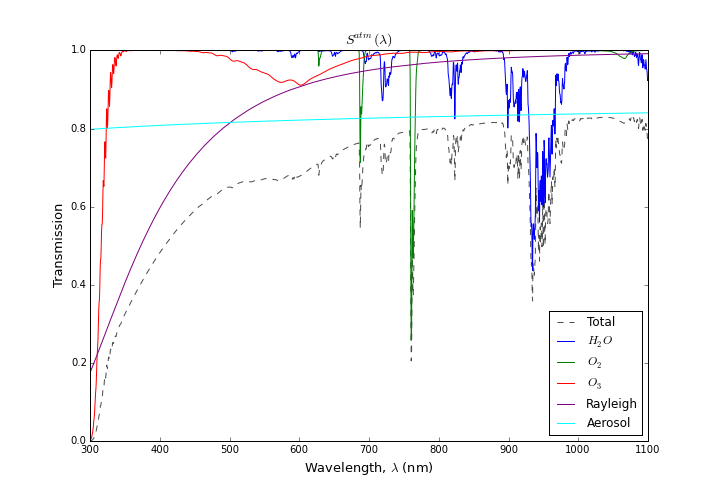 S^{atm}(λ)
Transmission
1.0
0.8
0.6
0.4
0.2
0.0
300 400 500 600 700 800 900 1000 1100
Wavelength, λ (nm)
Total
H₂O
O₂
O₃
Rayleigh
Aerosol